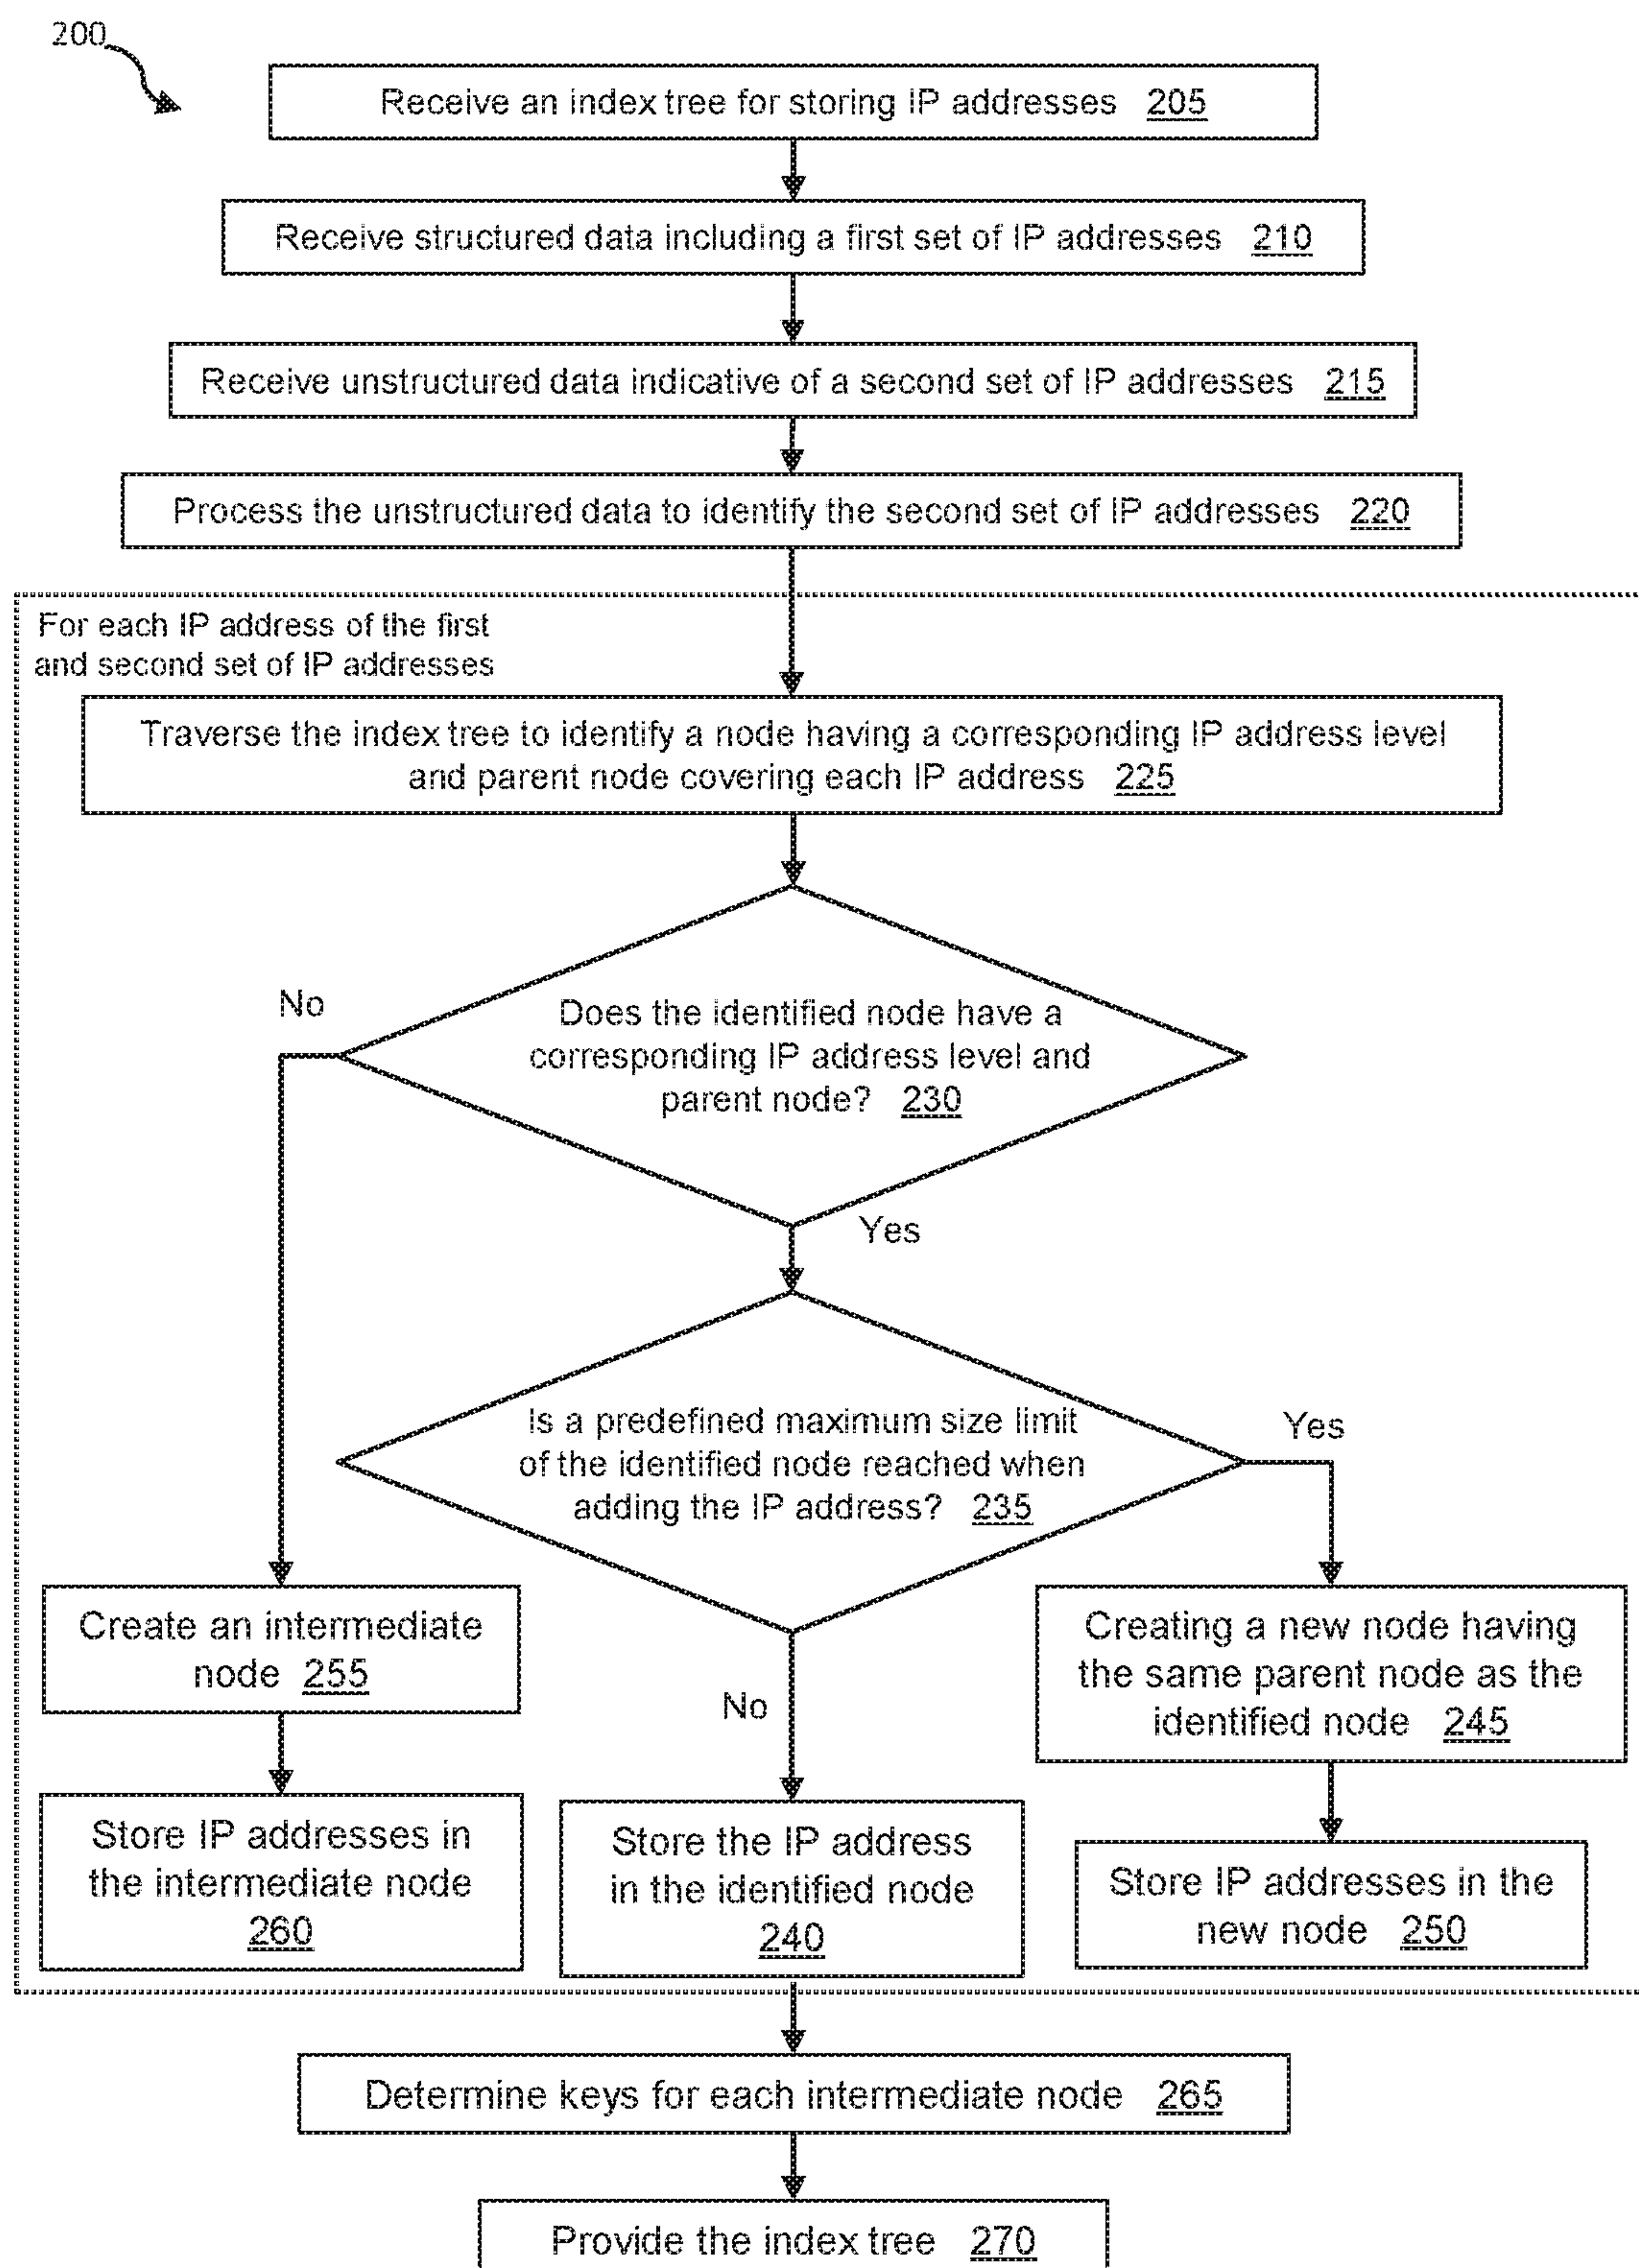 200
Receive an index tree for storing IP addresses 205
Receive structured data including a first set of IP addresses 210
Receive unstructured data indicative of a second set of IP addresses 215
Process the unstructured data to identify the second set of IP addresses 220
For each IP address of the first
and second set of IP addresses
Traverse the index tree to identify a node having a corresponding IP address level
and parent node covering each IP address 225
No
Does the identified node have a
corresponding IP address level and
parent node? 230
Yes
Is a predefined maximum size limit
of the identified node reached when
adding the IP address? 235
Yes
Create an intermediate
node 255
No
Creating a new node having
the same parent node as the
identified node 245
Store IP addresses in
the intermediate node
260
Store the IP address
in the identified node
240
Store IP addresses in the
new node 250
Determine keys for each intermediate node 265
Provide the index tree 270